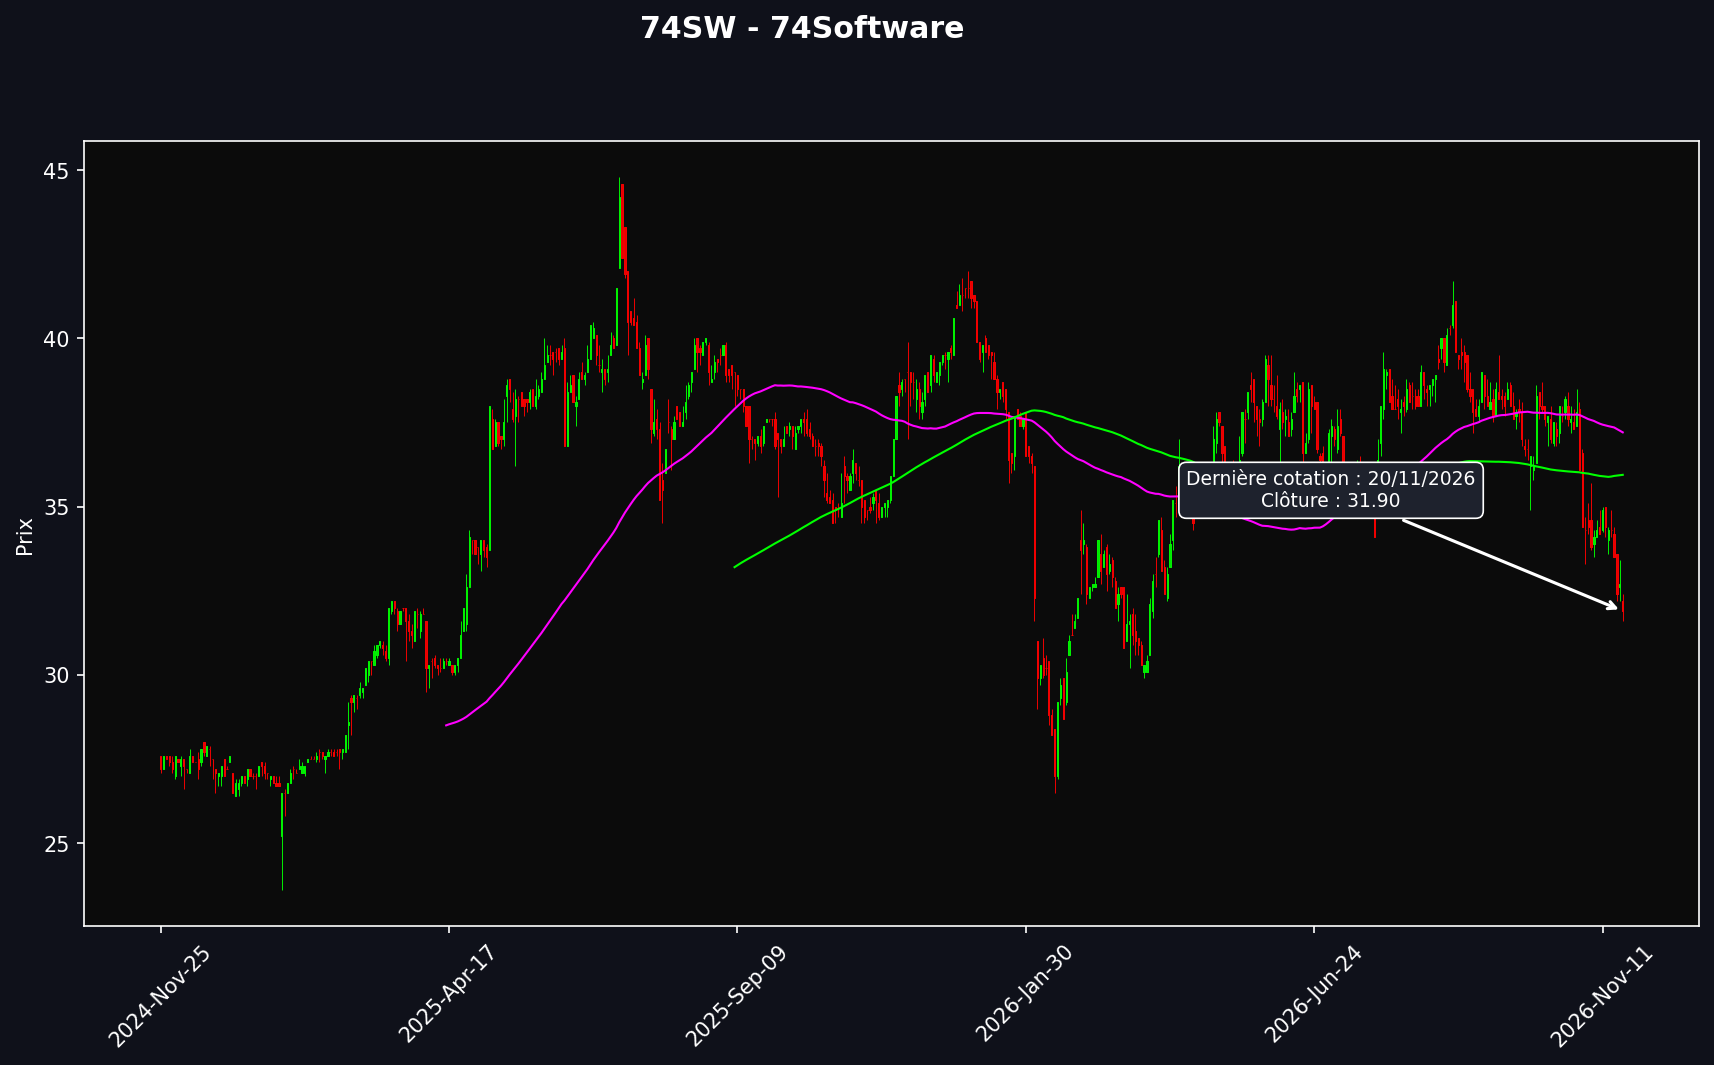 74SW - 74Software
45
40
35
30
25
Prix
Dernière cotation : 20/11/2026
Clôture : 31.90
2024-Nov-25
2025-Apr-17
2025-Sep-09
2026-Jan-30
2026-Jun-24
2026-Nov-11